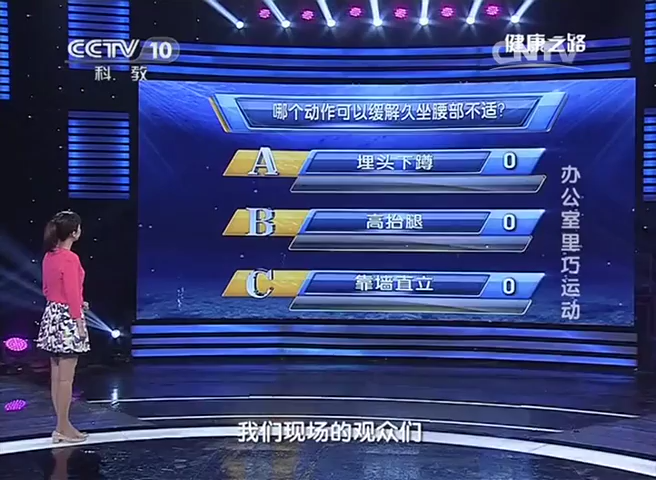 CCTV 10
科 教
健康之路
CNTV
哪个动作可以缓解久坐腰部不适?
A 埋头下蹲 0
B 高抬腿 0
C 靠墙直立 0
办公室里巧运动
我们现场的观众们